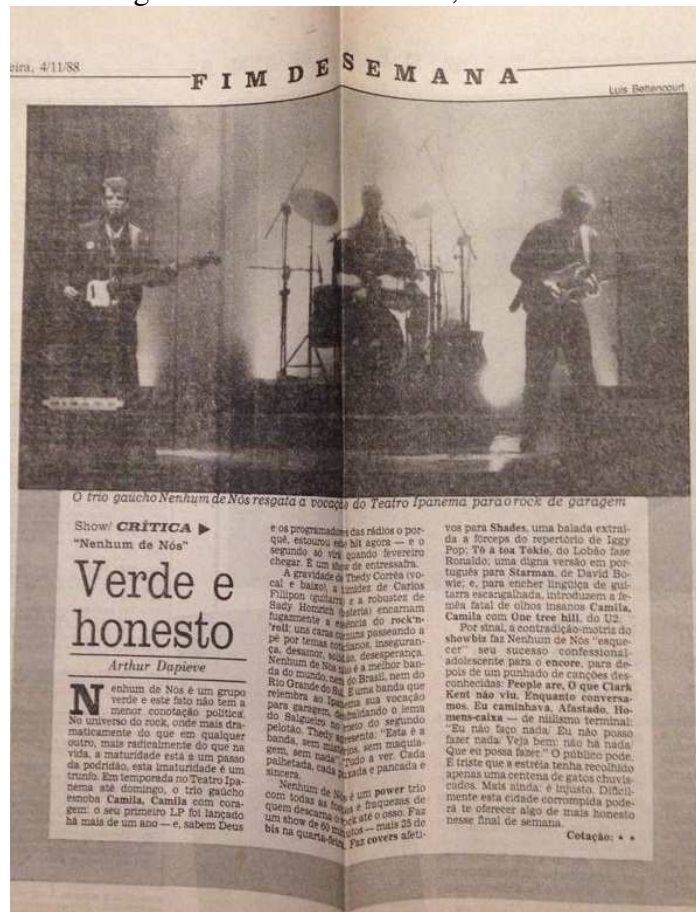 eira, 4/11/88
FIM DE SEMANA
Luis Bettencourt
O trio gaúcho Nenhum de Nós resgata a vocação do Teatro Ipanema para o rock de garagem
Show/ CRÍTICA ▶
"Nenhum de Nós"
Verde e
honesto
Arthur Dapieve
Nenhum de Nós é um grupo
verde e este fato não tem a
menor conotação política.
No universo do rock, onde mais dra-
maticamente do que em qualquer
outro, mais radicalmente do que na
vida, a maturidade está a um passo
da podridão, esta imaturidade é um
trunfo. Em temporada no Teatro Ipa-
nema até domingo, o trio gaúcho
esnoba Camila, Camila com cora-
gem: o seu primeiro LP foi lançado
há mais de um ano — e, sabem Deus
e os programadores das rádios o por-
quê, estourou este hit agora — e o
segundo só virá quando fevereiro
chegar. É um show de entressafra.
A gravidade de Thedy Corrêa (vo-
cal e baixo), a timidez de Carlos
Fillipon (guitarra) e a robustez de
Sady Homrich (bateria) encarnam
fugazmente a essência do rock'n'
'roll: uns caras comuns passeando a
pé por temas cotidianos, inseguran-
ça, desamor, solidão, desesperança.
Nenhum de Nós não é a melhor ban-
da do mundo, nem do Brasil, nem do
Rio Grande do Sul. É uma banda que
relembra ao Ipanema sua vocação
para garagem, desfraldando o lema
do Salgueiro em meio do segundo
pelotão. Thedy apresenta: "Esta é a
banda, sem mistérios, sem maquia-
gem, sem nada". Tudo a ver. Cada
palhetada, cada puxada e pancada é
sincera.
Nenhum de Nós é um power trio
com todas as forças e fraquezas de
quem descarna o rock até o osso. Faz
um show de 60 minutos — mais 25 de
bis na quarta-feira. Faz covers afeti-
vos para Shades, uma balada extraí-
da a fórceps do repertório de Iggy
Pop; Tô à toa Tókio, do Lobão fase
Ronaldo; uma digna versão em por-
tuguês para Starman, de David Bo-
wie; e, para encher lingüiça de gui-
tarra escangalhada, introduzem a fê-
mea fatal de olhos insanos Camila,
Camila com One tree hill, do U2.
Por sinal, a contradição-motriz do
showbiz faz Nenhum de Nós "esque-
cer" seu sucesso confessional-
adolescente para o encore, para de-
pois de um punhado de canções des-
conhecidas: People are, O que Clark
Kent não viu, Enquanto conversa-
mos, Eu caminhava, Afastado, Ho-
mens-caixa — de niilismo terminal:
"Eu não faço nada/ Eu não posso
fazer nada/ Veja bem: não há nada/
Que eu possa fazer." O público pode.
É triste que a estréia tenha recolhido
apenas uma centena de gatos chuvis-
cados. Mais ainda: é injusto. Dificil-
mente esta cidade corrompida pode-
rá te oferecer algo de mais honesto
nesse final de semana.
Cotação: ★ ★